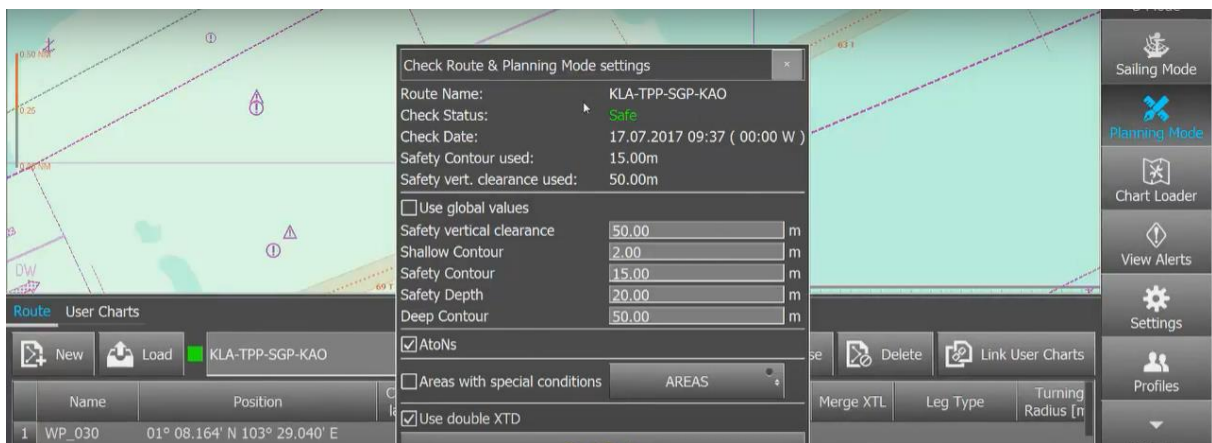 Sailing Mode
Planning Mode
Chart Loader
View Alerts
Settings
Profiles
0.50 NM
0.25
63 1
DW
69 1
Check Route & Planning Mode settings
Route Name: KLA-TPP-SGP-KAO
Check Status: Safe
Check Date: 17.07.2017 09:37 ( 00:00 W )
Safety Contour used: 15.00m
Safety vert. clearance used: 50.00m
Use global values
Safety vertical clearance 50.00 m
Shallow Contour 2.00 m
Safety Contour 15.00 m
Safety Depth 20.00 m
Deep Contour 50.00 m
AtoNs
Areas with special conditions AREAS
Use double XTD
Route User Charts
New Load KLA-TPP-SGP-KAO Delete Link User Charts
Name Position Merge XTL Leg Type Turning
Radius
1 WP_030 01° 08.164' N 103° 29.040' E